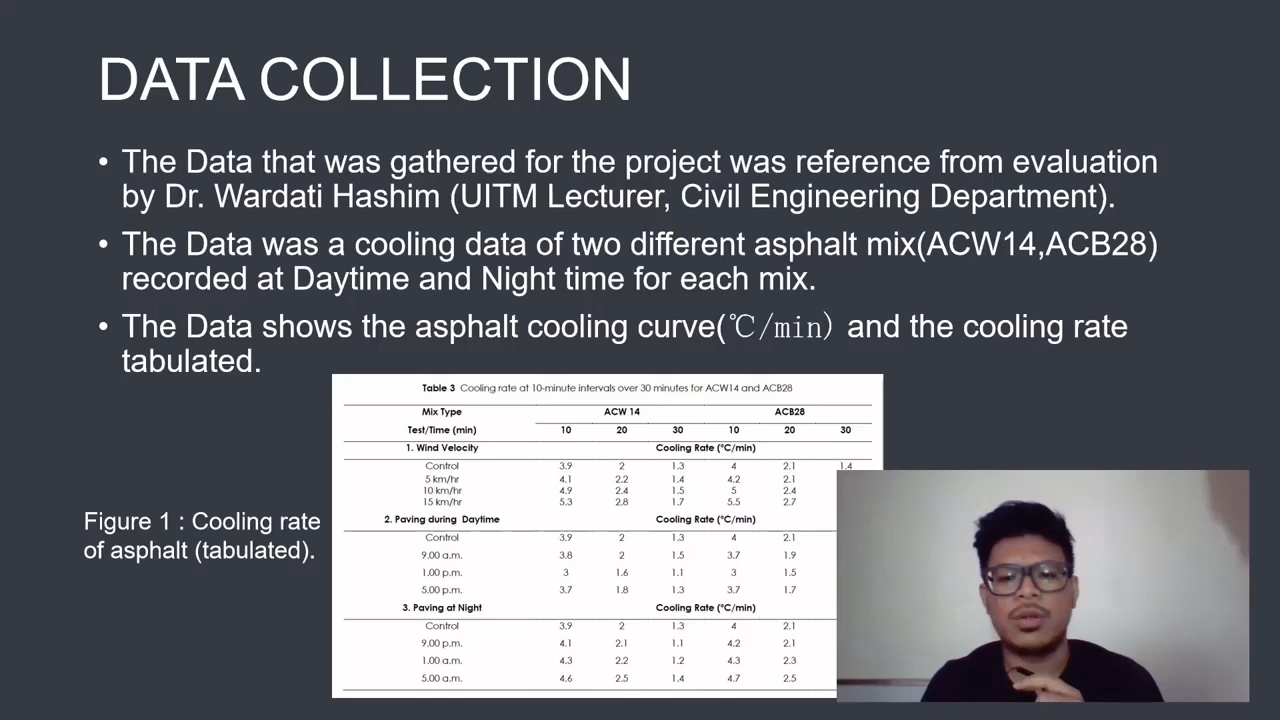 DATA COLLECTION
• The Data that was gathered for the project was reference from evaluation
by Dr. Wardati Hashim (UITM Lecturer, Civil Engineering Department).
• The Data was a cooling data of two different asphalt mix(ACW14,ACB28)
recorded at Daytime and Night time for each mix.
• The Data shows the asphalt cooling curve(℃/min) and the cooling rate
tabulated.
Table 3 Cooling rate at 10-minute intervals over 30 minutes for ACW14 and ACB28
Mix Type ACW 14 ACB28
Test/Time (min) 10 20 30 10 20 30
1. Wind Velocity Cooling Rate (°C/min)
Control 3.9 2 1.3 4 2.1 1.4
5 km/hr 4.1 2.2 1.4 4.2 2.1
10 km/hr 4.9 2.4 1.5 5 2.4
15 km/hr 5.3 2.8 1.7 5.5 2.7
2. Paving during Daytime Cooling Rate (°C/min)
Control 3.9 2 1.3 4 2.1
9.00 a.m. 3.8 2 1.5 3.7 1.9
1.00 p.m. 3 1.6 1.1 3 1.5
5.00 p.m. 3.7 1.8 1.3 3.7 1.7
3. Paving at Night Cooling Rate (°C/min)
Control 3.9 2 1.3 4 2.1
9.00 p.m. 4.1 2.1 1.1 4.2 2.1
1.00 a.m. 4.3 2.2 1.2 4.3 2.3
5.00 a.m. 4.6 2.5 1.4 4.7 2.5
Figure 1 : Cooling rate
of asphalt (tabulated).